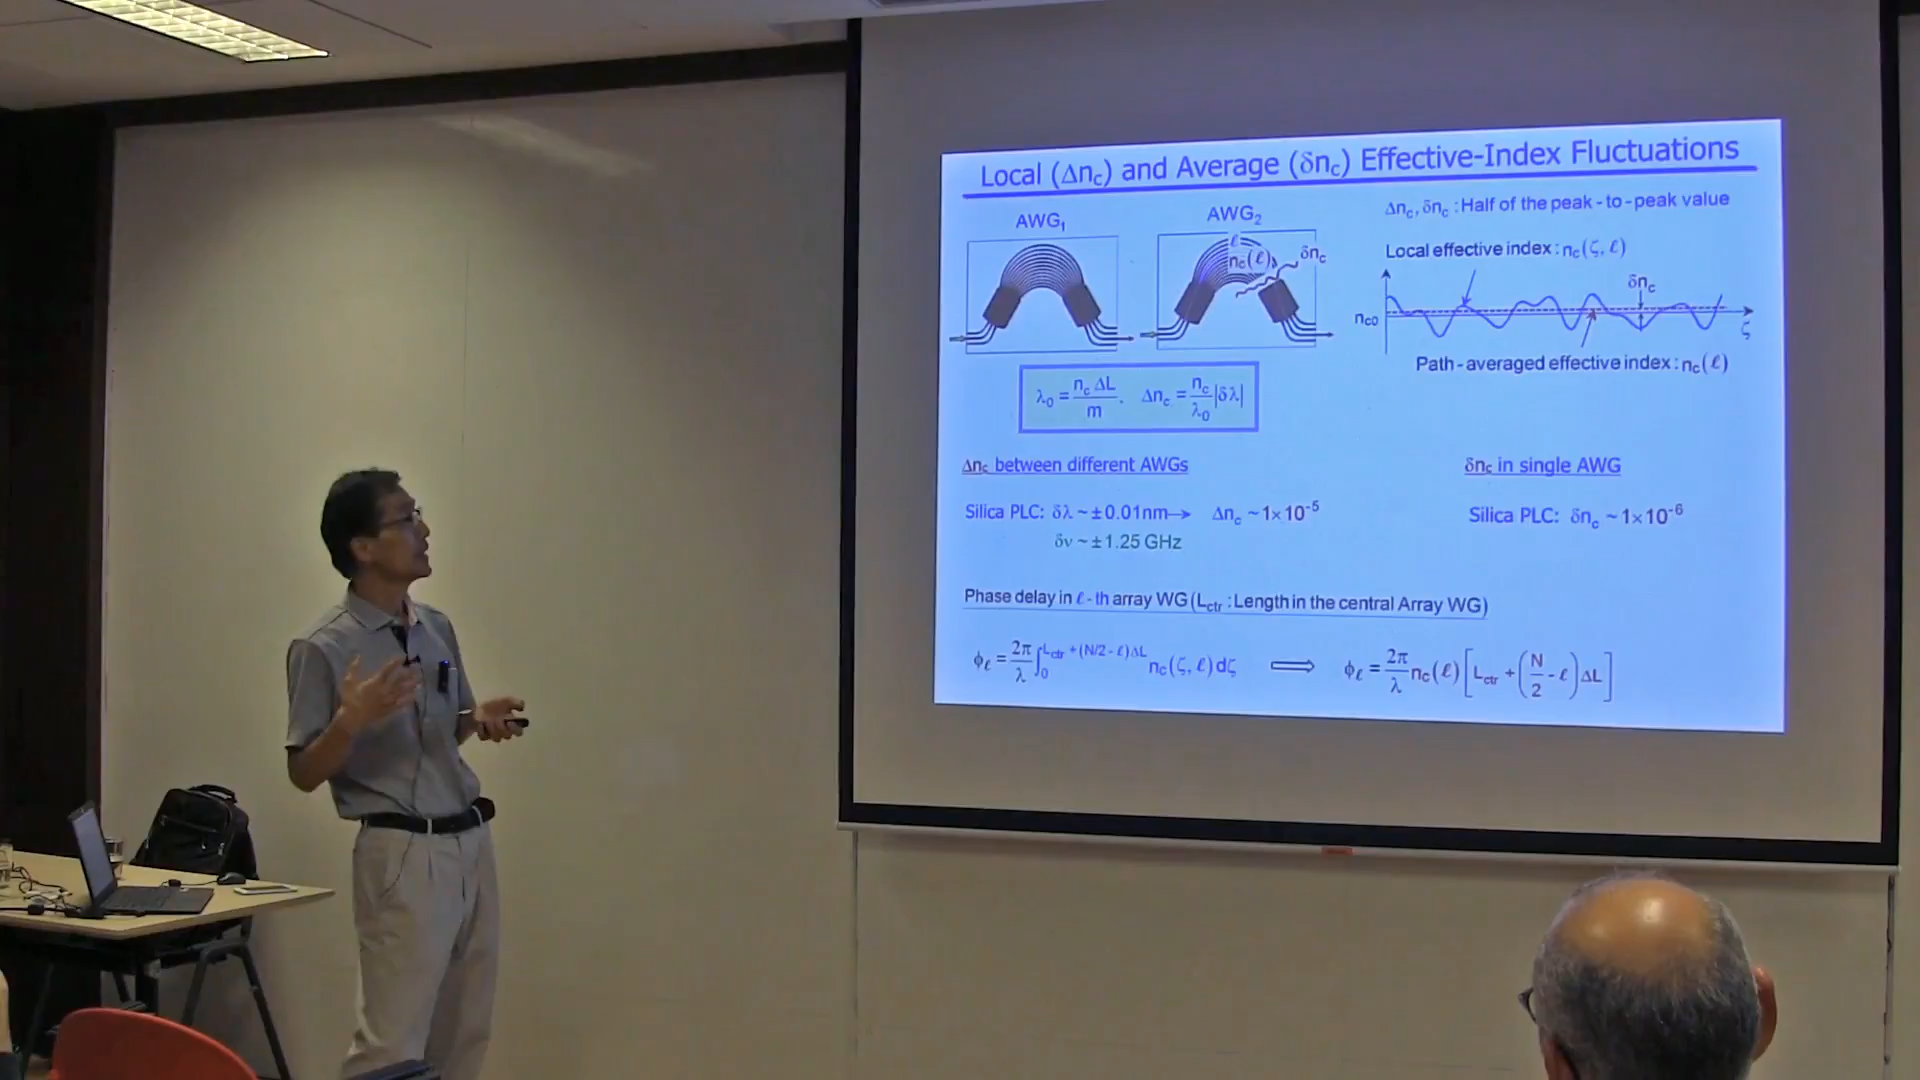 Local (Δn꜀) and Average (δn꜀) Effective-Index Fluctuations
AWG₁
AWG₂
Δn꜀, δn꜀ : Half of the peak-to-peak value
ℓ
n꜀(ℓ)
δn꜀
Local effective index : n꜀(ζ, ℓ)
δn꜀
n꜀₀
ζ
Path-averaged effective index : n꜀(ℓ)
λ₀ = n꜀ ΔL / m , Δn꜀ = n꜀ / λ₀ |δλ|
Δn꜀ between different AWGs
δn꜀ in single AWG
Silica PLC: δλ ~ ±0.01nm → Δn꜀ ~ 1×10⁻⁵
Silica PLC: δn꜀ ~ 1×10⁻⁶
δν ~ ±1.25 GHz
Phase delay in ℓ-th array WG (Lctr : Length in the central Array WG)
ϕℓ = 2π/λ ∫₀^(Lctr + (N/2 - ℓ)ΔL) n꜀(ζ, ℓ) dζ ⟹ ϕℓ = 2π/λ n꜀(ℓ) [Lctr + (N/2 - ℓ) ΔL]